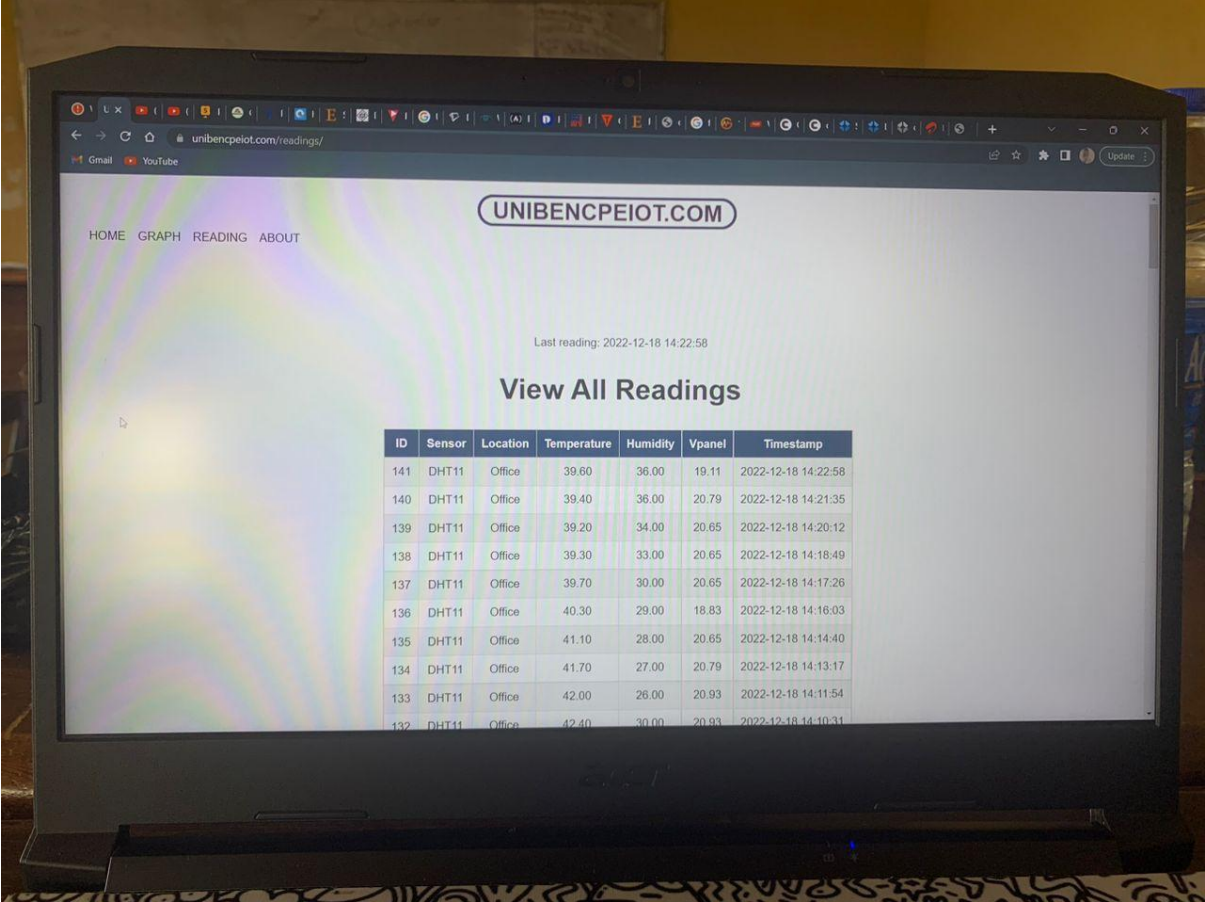 unibencpeiot.com/readings/
Update
Gmail YouTube
UNIBENCPEIOT.COM
HOME GRAPH READING ABOUT
Last reading: 2022-12-18 14:22:58
View All Readings
ID Sensor Location Temperature Humidity Vpanel Timestamp
141 DHT11 Office 39.60 36.00 19.11 2022-12-18 14:22:58
140 DHT11 Office 39.40 36.00 20.79 2022-12-18 14:21:35
139 DHT11 Office 39.20 34.00 20.65 2022-12-18 14:20:12
138 DHT11 Office 39.30 33.00 20.65 2022-12-18 14:18:49
137 DHT11 Office 39.70 30.00 20.65 2022-12-18 14:17:26
136 DHT11 Office 40.30 29.00 18.83 2022-12-18 14:16:03
135 DHT11 Office 41.10 28.00 20.65 2022-12-18 14:14:40
134 DHT11 Office 41.70 27.00 20.79 2022-12-18 14:13:17
133 DHT11 Office 42.00 26.00 20.93 2022-12-18 14:11:54
132 DHT11 Office 42.40 30.00 20.93 2022-12-18 14:10:31